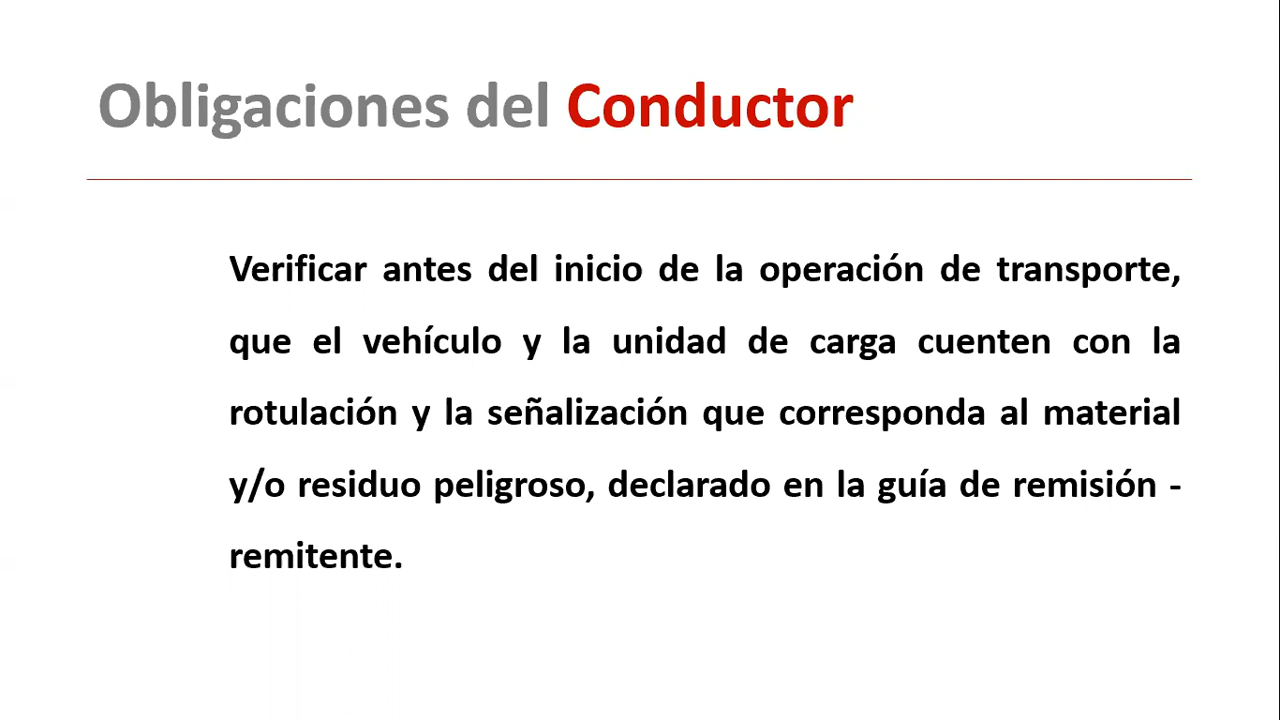 Obligaciones del Conductor
Verificar antes del inicio de la operación de transporte,
que el vehículo y la unidad de carga cuenten con la
rotulación y la señalización que corresponda al material
y/o residuo peligroso, declarado en la guía de remisión -
remitente.